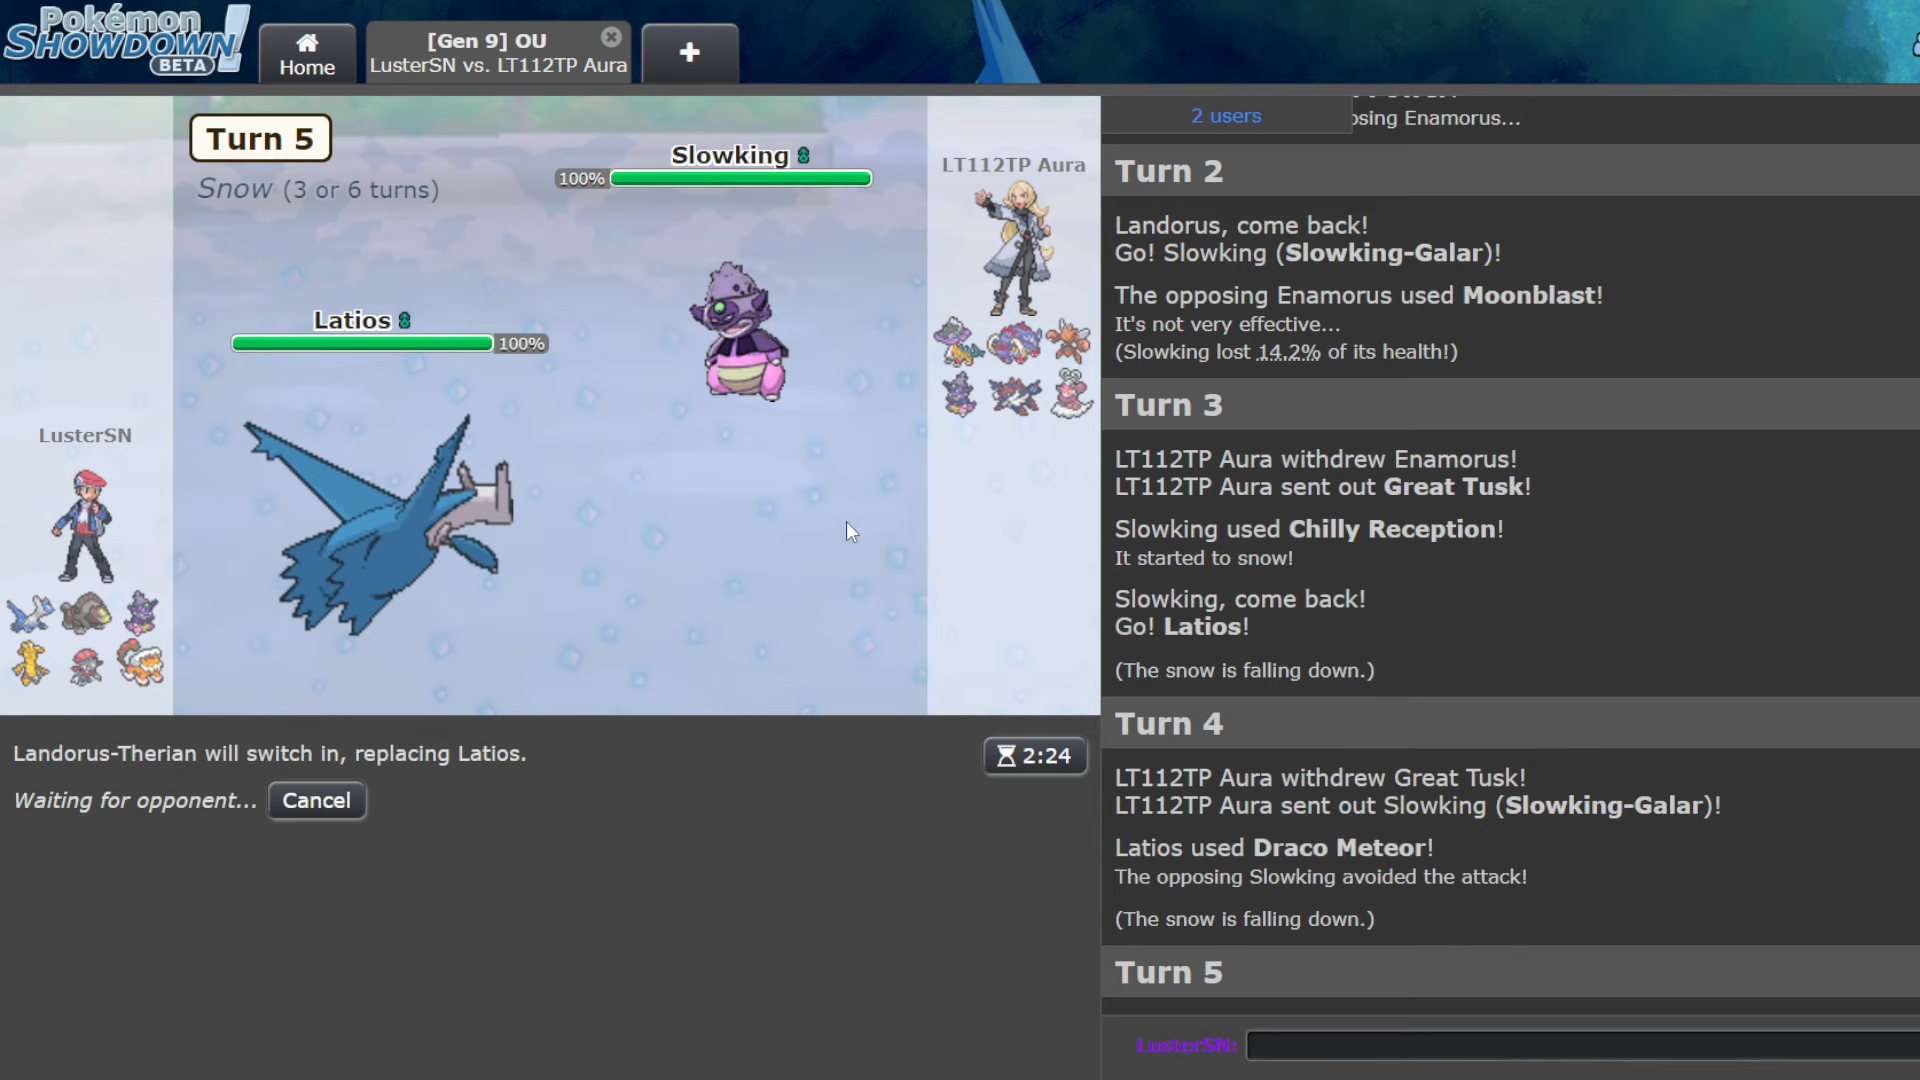 Pokémon
SHOWDOWN!
BETA
Home
[Gen 9] OU
LusterSN vs. LT112TP Aura
Turn 5
Snow (3 or 6 turns)
Slowking
100%
Latios
100%
LT112TP Aura
LusterSN
Landorus-Therian will switch in, replacing Latios.
2:24
Waiting for opponent...
Cancel
2 users
osing Enamorus...
Turn 2
Landorus, come back!
Go! Slowking (Slowking-Galar)!
The opposing Enamorus used Moonblast!
It's not very effective...
(Slowking lost 14.2% of its health!)
Turn 3
LT112TP Aura withdrew Enamorus!
LT112TP Aura sent out Great Tusk!
Slowking used Chilly Reception!
It started to snow!
Slowking, come back!
Go! Latios!
(The snow is falling down.)
Turn 4
LT112TP Aura withdrew Great Tusk!
LT112TP Aura sent out Slowking (Slowking-Galar)!
Latios used Draco Meteor!
The opposing Slowking avoided the attack!
(The snow is falling down.)
Turn 5
LusterSN: